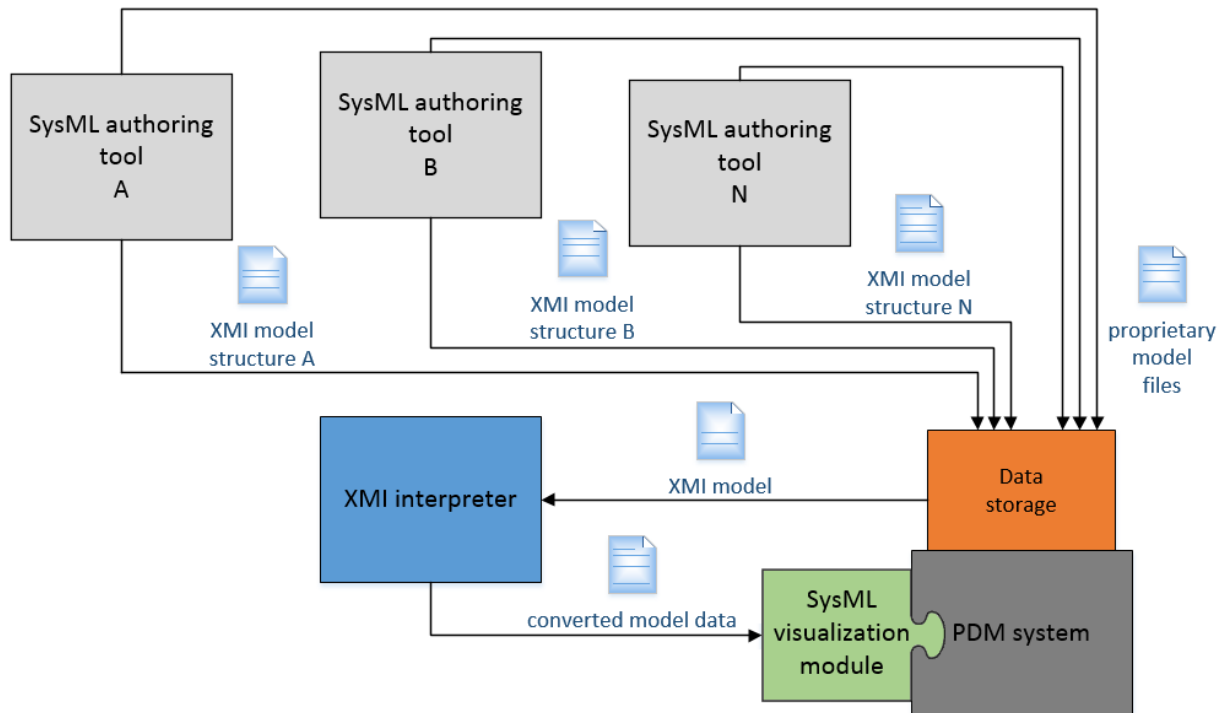 SysML authoring
tool
A
SysML authoring
tool
B
SysML authoring
tool
N
XMI model
structure A
XMI model
structure B
XMI model
structure N
proprietary
model
files
XMI interpreter
XMI model
Data
storage
converted model data
SysML
visualization
module
PDM system